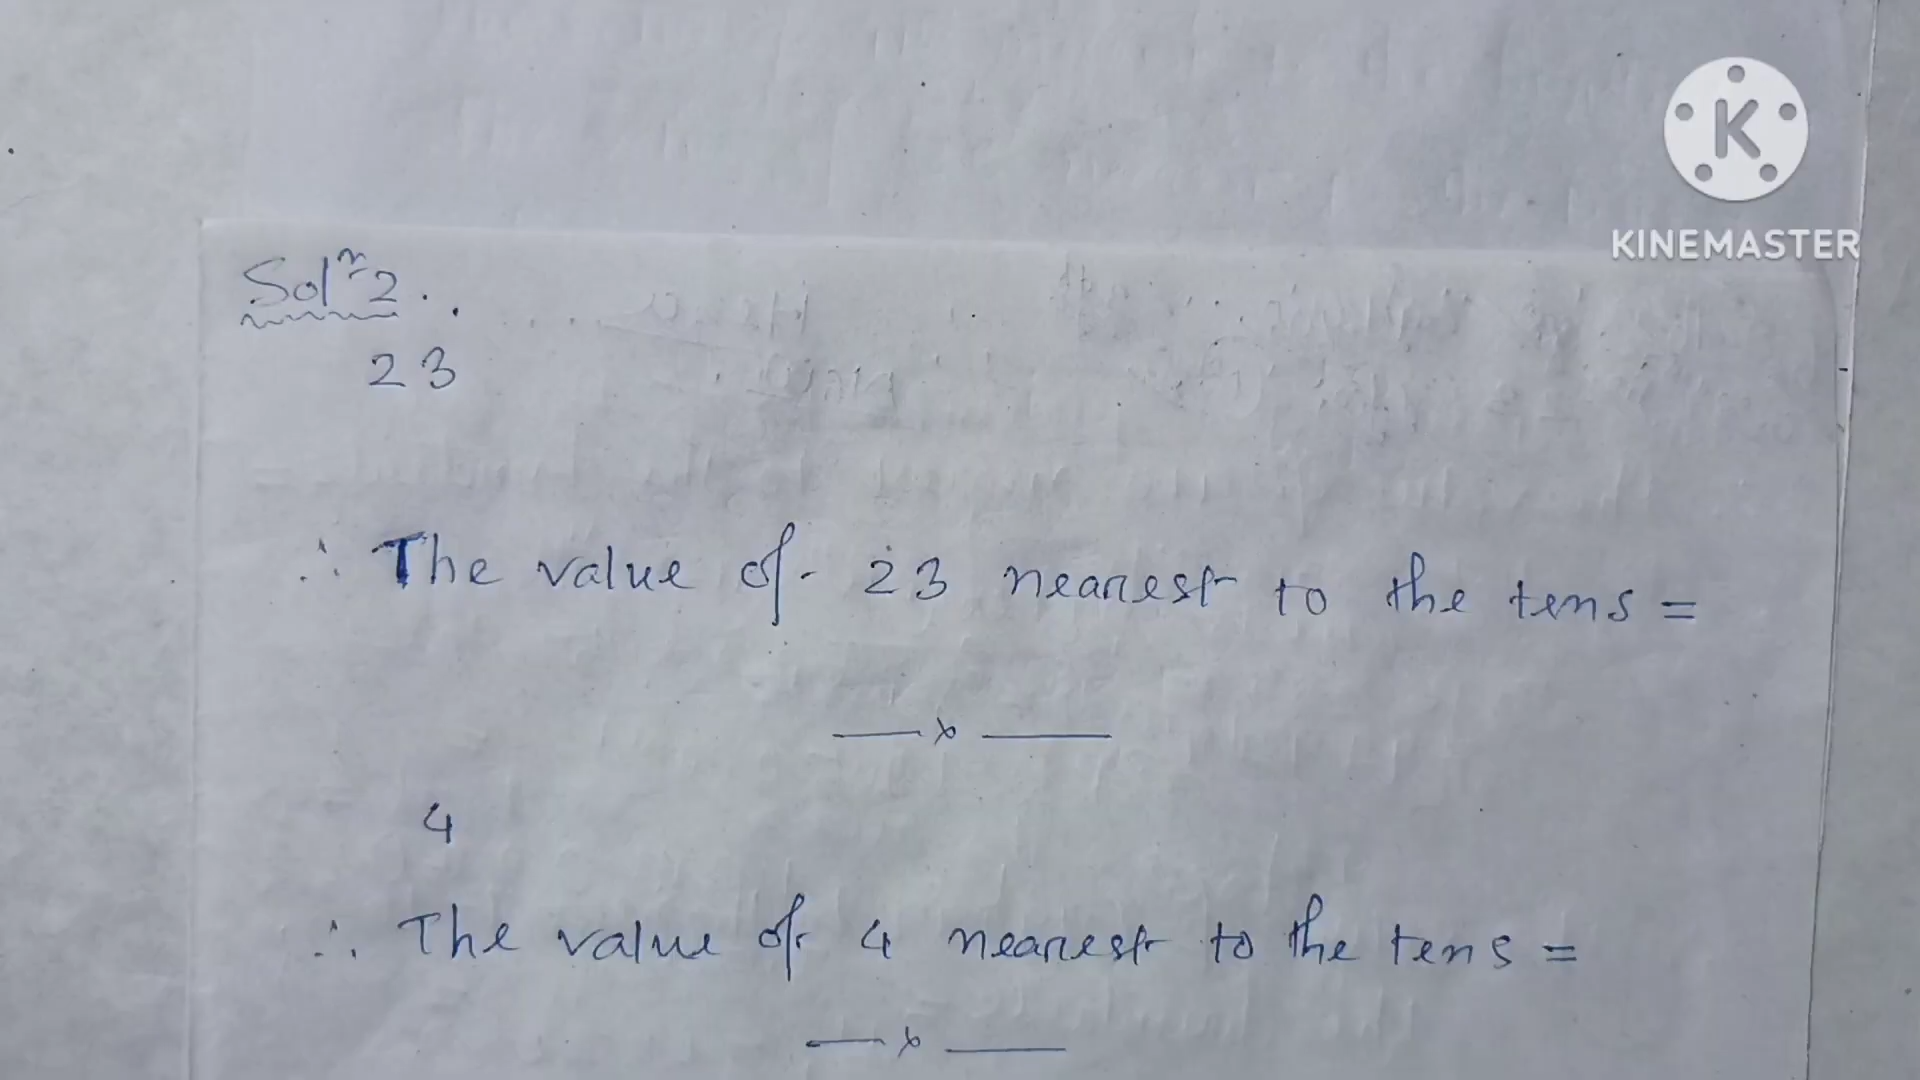 K
KINEMASTER
Solⁿ 2.
23
∴ The value of 23 nearest to the tens =
—x—
4
∴ The value of 4 nearest to the tens =
—x—